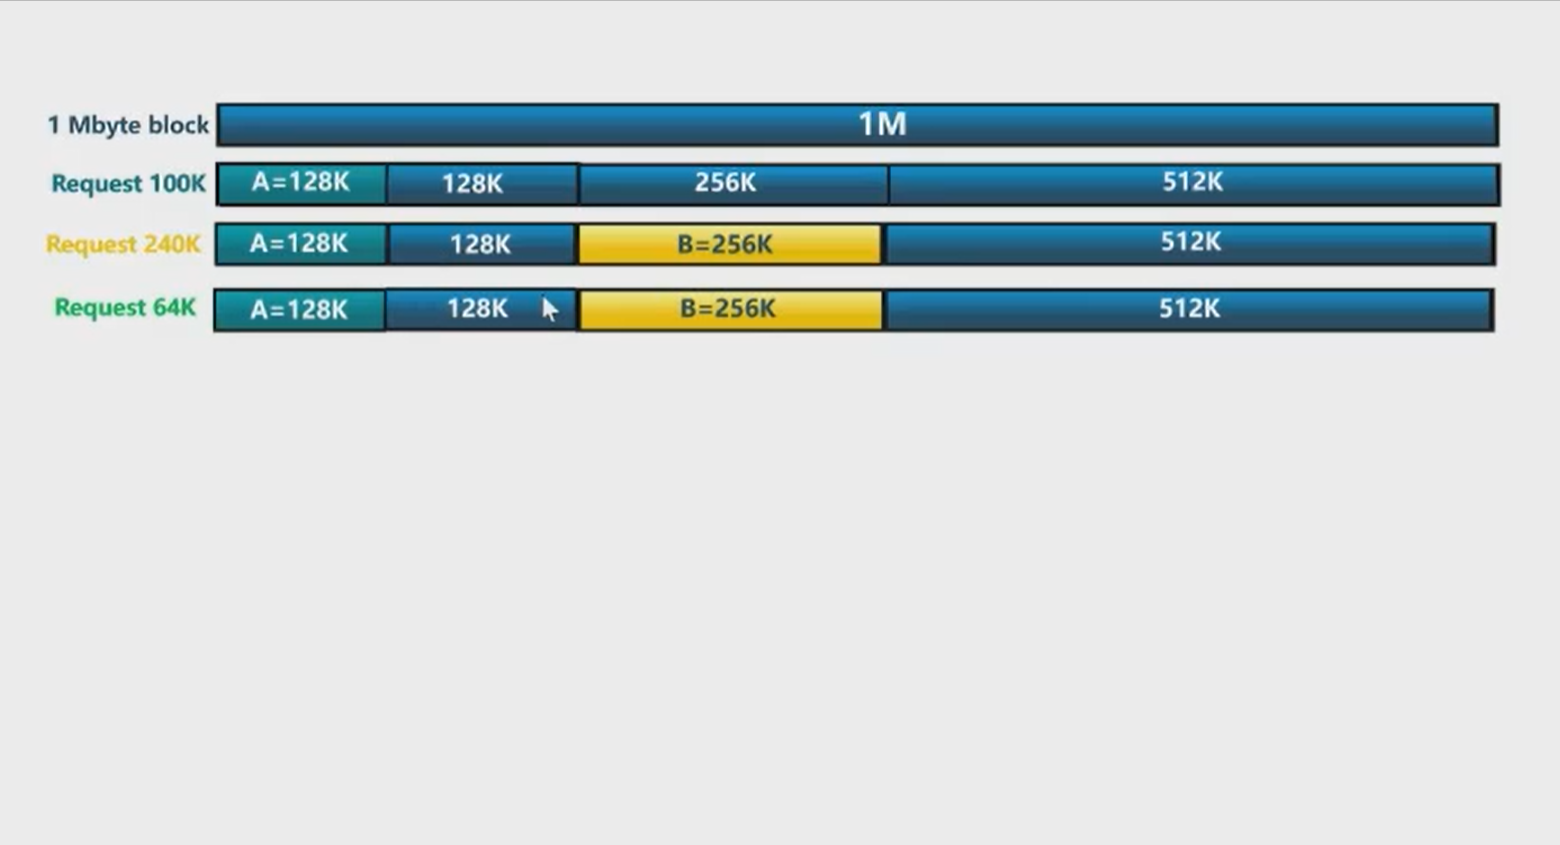 1 Mbyte block 1M
Request 100K A=128K 128K 256K 512K
Request 240K A=128K 128K B=256K 512K
Request 64K A=128K 128K B=256K 512K